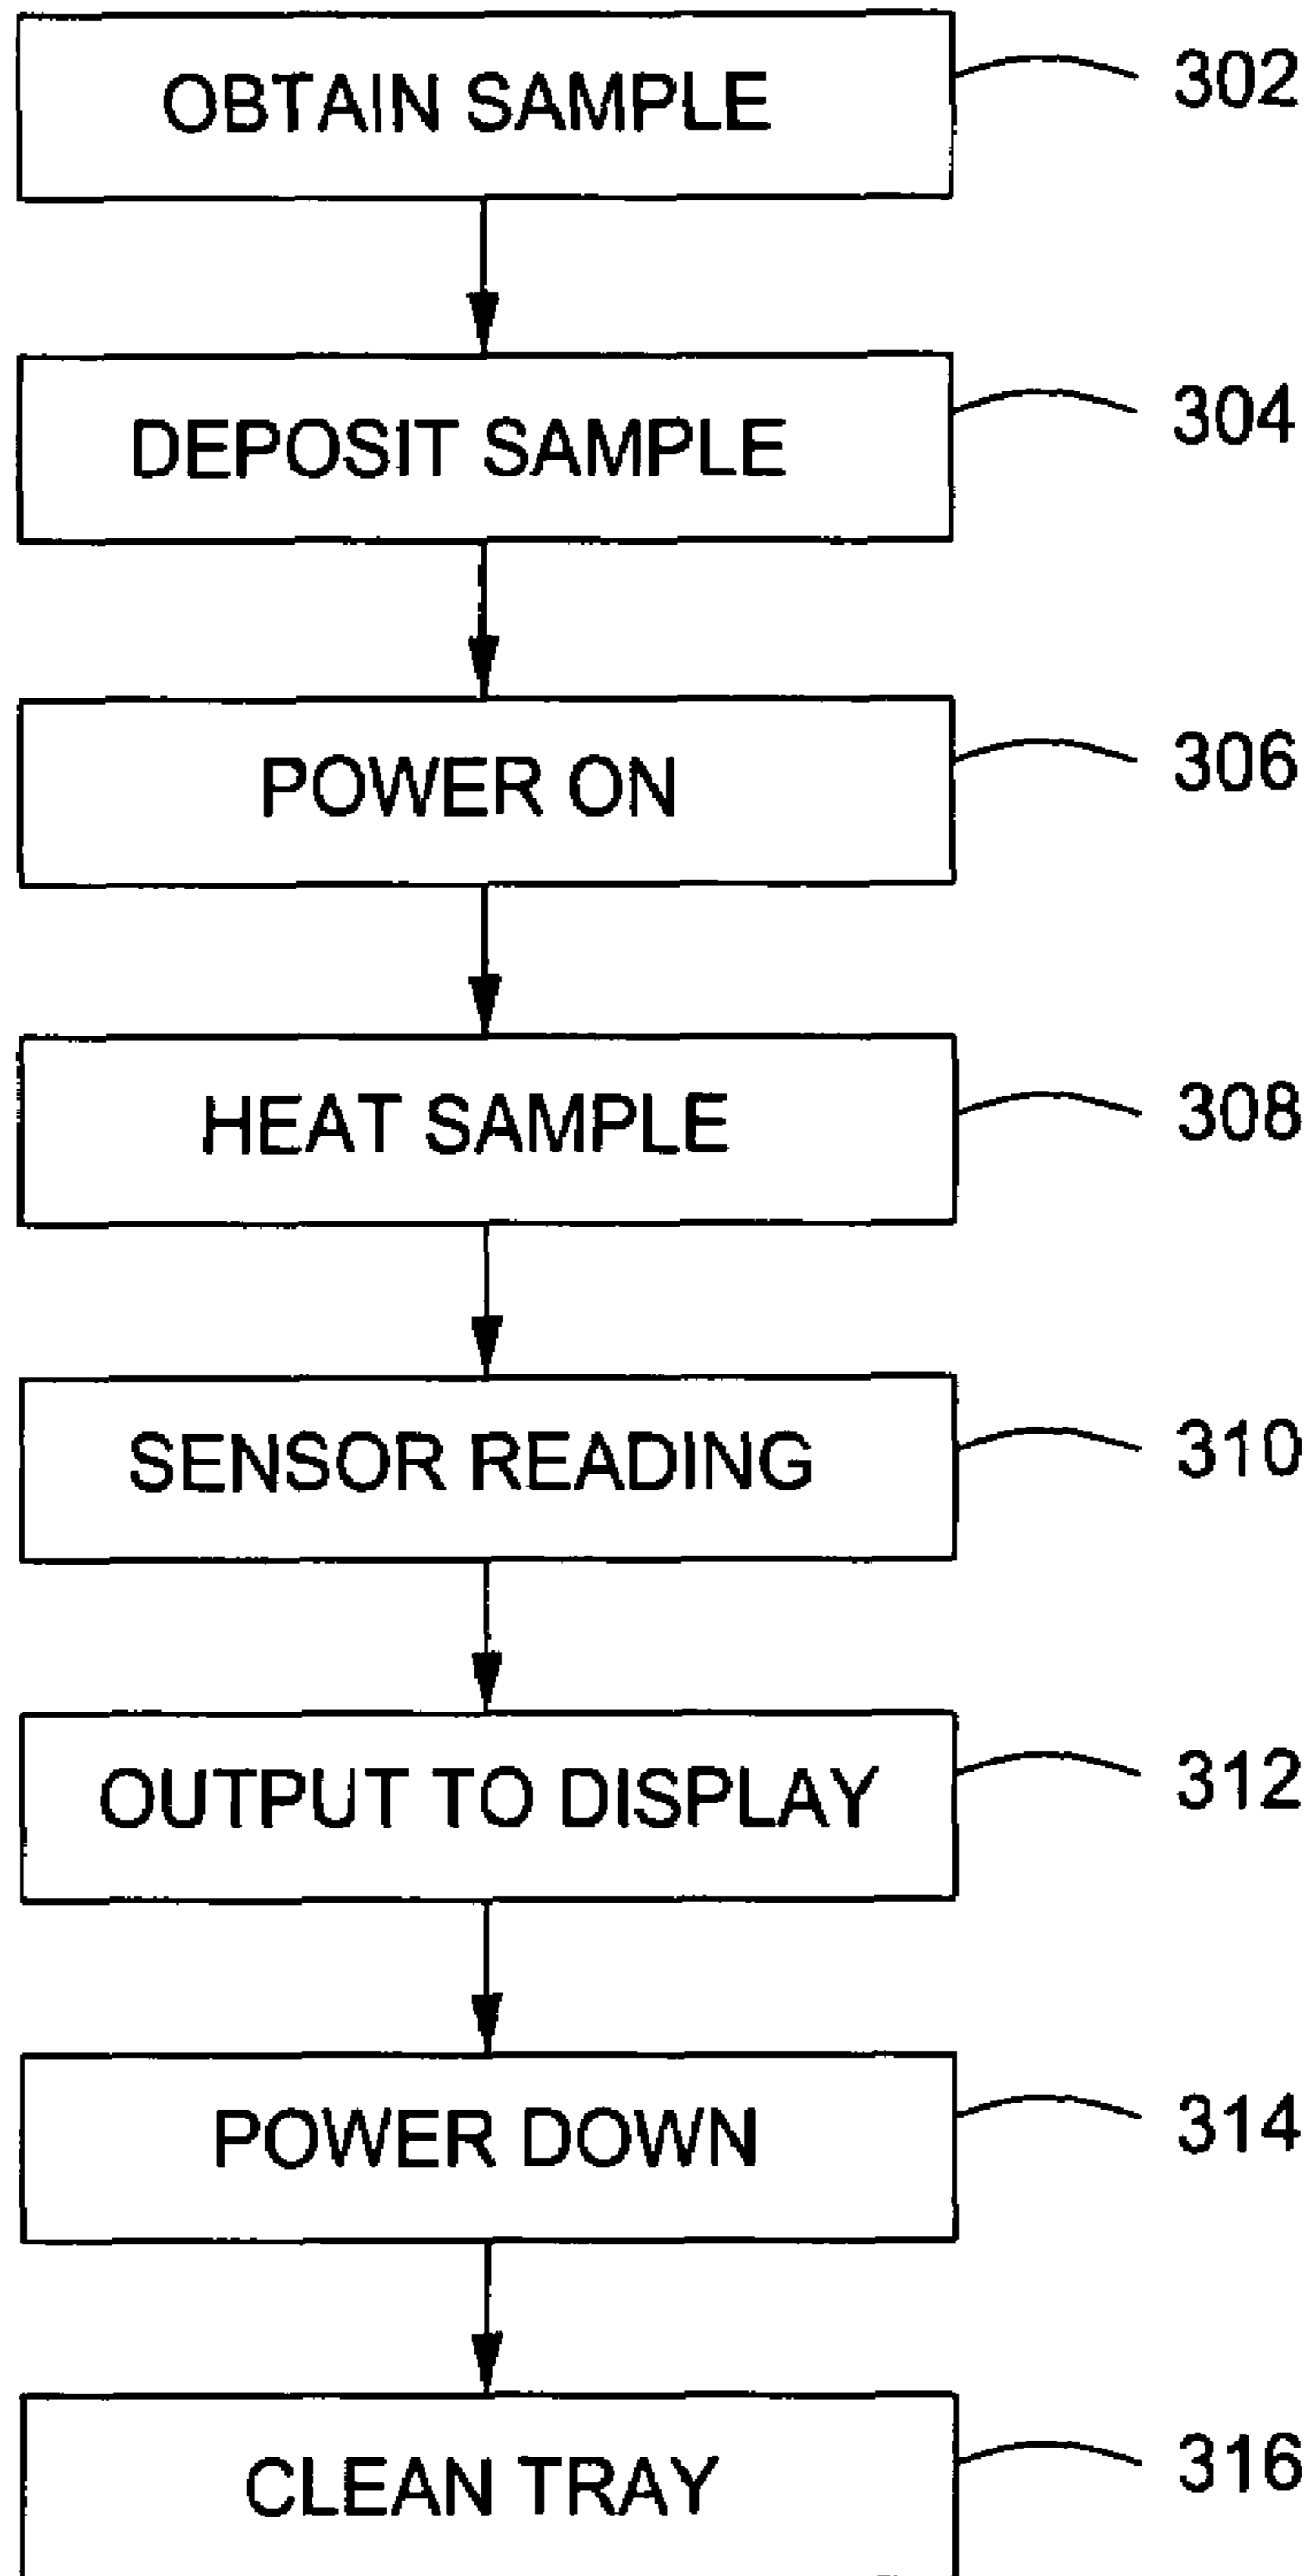 OBTAIN SAMPLE 302
DEPOSIT SAMPLE 304
POWER ON 306
HEAT SAMPLE 308
SENSOR READING 310
OUTPUT TO DISPLAY 312
POWER DOWN 314
CLEAN TRAY 316